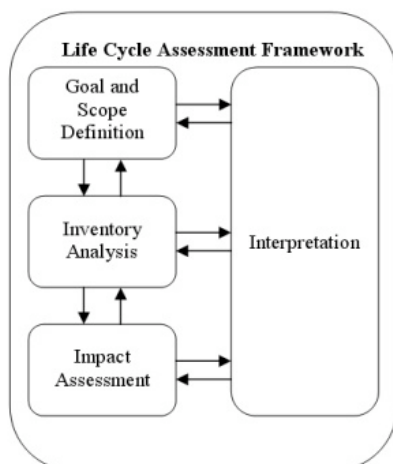 Life Cycle Assessment Framework
Goal and
Scope
Definition
Inventory
Analysis
Impact
Assessment
Interpretation